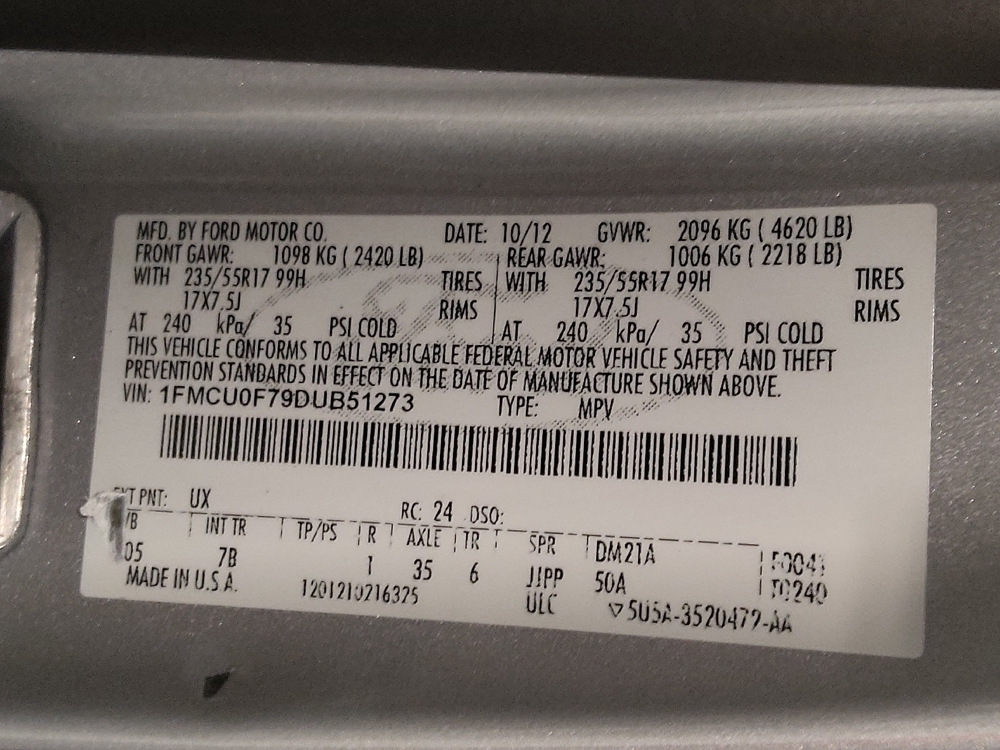 MFD. BY FORD MOTOR CO. DATE: 10/12 GVWR: 2096 KG ( 4620 LB)
FRONT GAWR: 1098 KG ( 2420 LB) REAR GAWR: 1006 KG ( 2218 LB)
WITH 235/55R17 99H TIRES WITH 235/55R17 99H TIRES
17X7.5J RIMS 17X7.5J RIMS
AT 240 kPa/ 35 PSI COLD AT 240 kPa/ 35 PSI COLD
THIS VEHICLE CONFORMS TO ALL APPLICABLE FEDERAL MOTOR VEHICLE SAFETY AND THEFT
PREVENTION STANDARDS IN EFFECT ON THE DATE OF MANUFACTURE SHOWN ABOVE.
VIN: 1FMCU0F79DUB51273 TYPE: MPV
PNT: UX RC: 24 DSO:
/B INT TR TP/PS R AXLE TR SPR DM21A
05 7B 1 35 6 JJPP 50A T0240
MADE IN U.S.A. 1201210216325 ULC 5U5A-3520472-AA